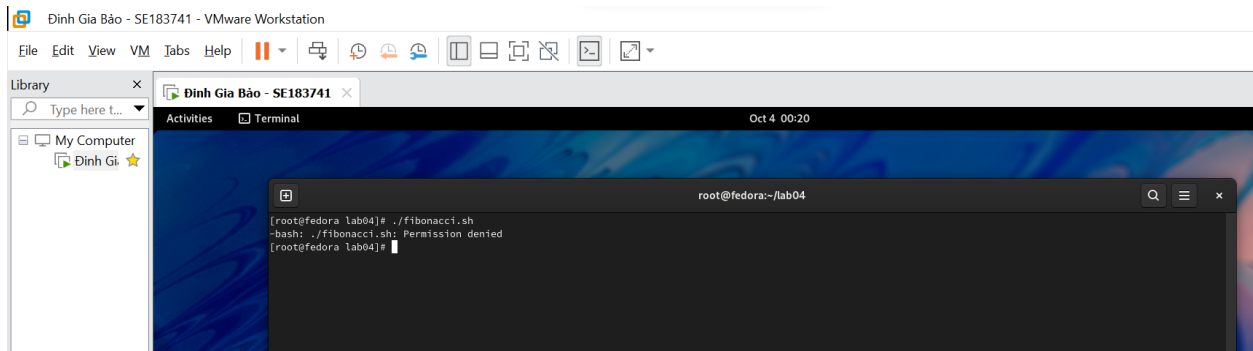 Đinh Gia Bảo - SE183741 - VMware Workstation
File Edit View VM Tabs Help
Library
Type here t...
My Computer
Đinh Gi
Đinh Gia Bảo - SE183741
Activities Terminal Oct 4 00:20
root@fedora:~/lab04
[root@fedora lab04]# ./fibonacci.sh
-bash: ./fibonacci.sh: Permission denied
[root@fedora lab04]#